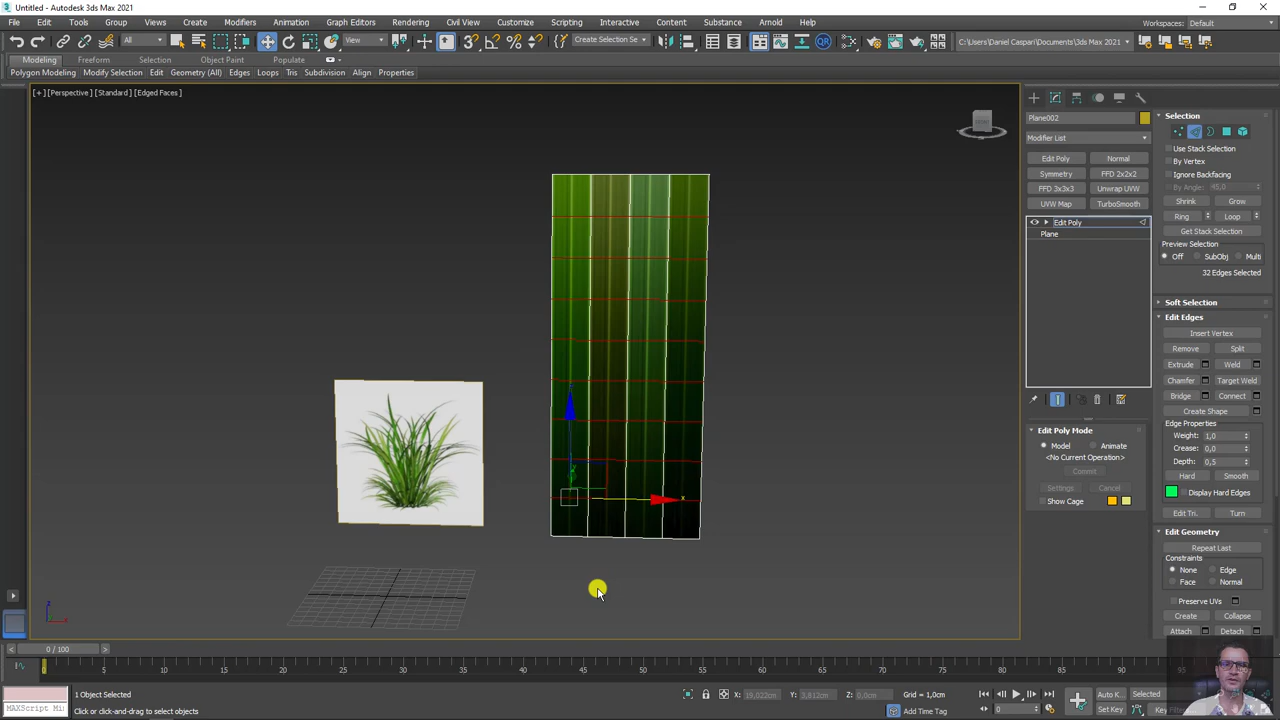 Untitled - Autodesk 3ds Max 2021
File Edit Tools Group Views Create Modifiers Animation Graph Editors Rendering Civil View Customize Scripting Interactive Content Substance Arnold Help
Workspaces: Default
All View Create Selection Se C:\Users\Daniel Caspari\Documents\3ds Max 2021
Modeling Freeform Selection Object Paint Populate
Polygon Modeling Modify Selection Edit Geometry (All) Edges Loops Tris Subdivision Align Properties
[+] [Perspective] [Standard] [Edged Faces]
FRONT
x
z
Plane002
Modifier List
Edit Poly Normal
Symmetry FFD 2x2x2
FFD 3x3x3 Unwrap UVW
UVW Map TurboSmooth
Edit Poly
Plane
Edit Poly Mode
Model Animate
<No Current Operation>
Commit
Settings Cancel
Show Cage
Selection
Use Stack Selection
By Vertex
Ignore Backfacing
By Angle: 45,0
Shrink Grow
Ring Loop
Get Stack Selection
Preview Selection
Off SubObj Multi
32 Edges Selected
Soft Selection
Edit Edges
Insert Vertex
Remove Split
Extrude Weld
Chamfer Target Weld
Bridge Connect
Create Shape
Edge Properties
Weight: 1,0
Crease: 0,0
Depth: 0,5
Hard Smooth
Display Hard Edges
Edit Tri. Turn
Edit Geometry
Repeat Last
Constraints
None Edge
Face Normal
Preserve UVs
Create Collapse
Attach Detach
0 / 100
0 5 10 15 20 25 30 35 40 45 50 55 60 65 70 75 80 85 90 95
MAXScript Mi
1 Object Selected
Click or click-and-drag to select objects
X: 19,022cm Y: 3,812cm Z: 0,0cm Grid = 1,0cm
Add Time Tag
0
Auto K... Selected
Set Key